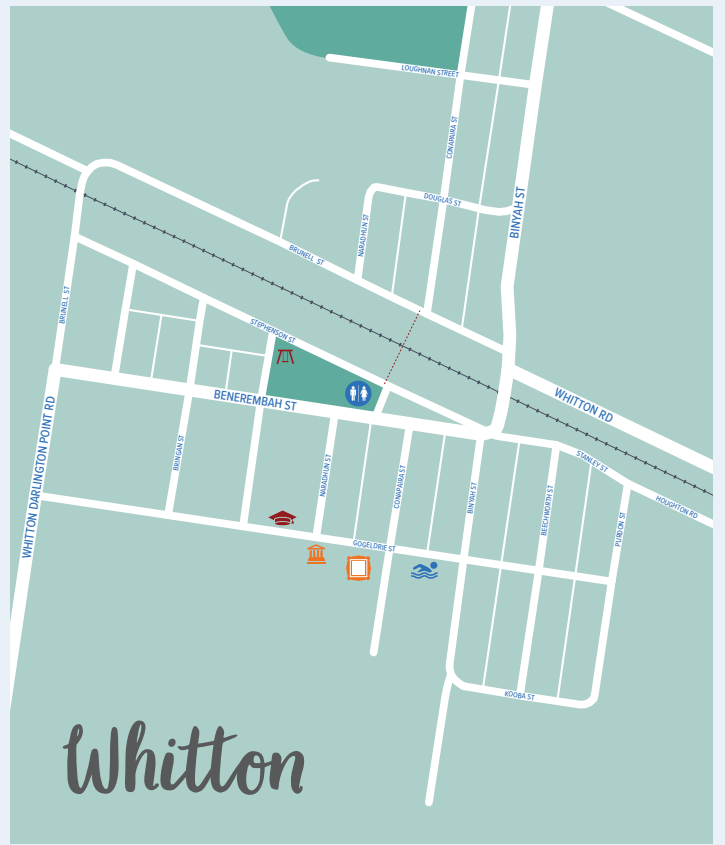 LOUGHNAN STREET
CONAPAIRA ST
DOUGLAS ST
BINYAH ST
NARADHUN ST
BRUNELL ST
BRUNELL ST
STEPHENSON ST
WHITTON RD
BENEREMBAH ST
WHITTON DARLINGTON POINT RD
BRINGAN ST
NARADHUN ST
CONAPAIRA ST
BINYAH ST
BEECHWORTH ST
STANLEY ST
HOUGHTON RD
PURDON ST
GOGELDRIE ST
KOOBA ST
Whitton